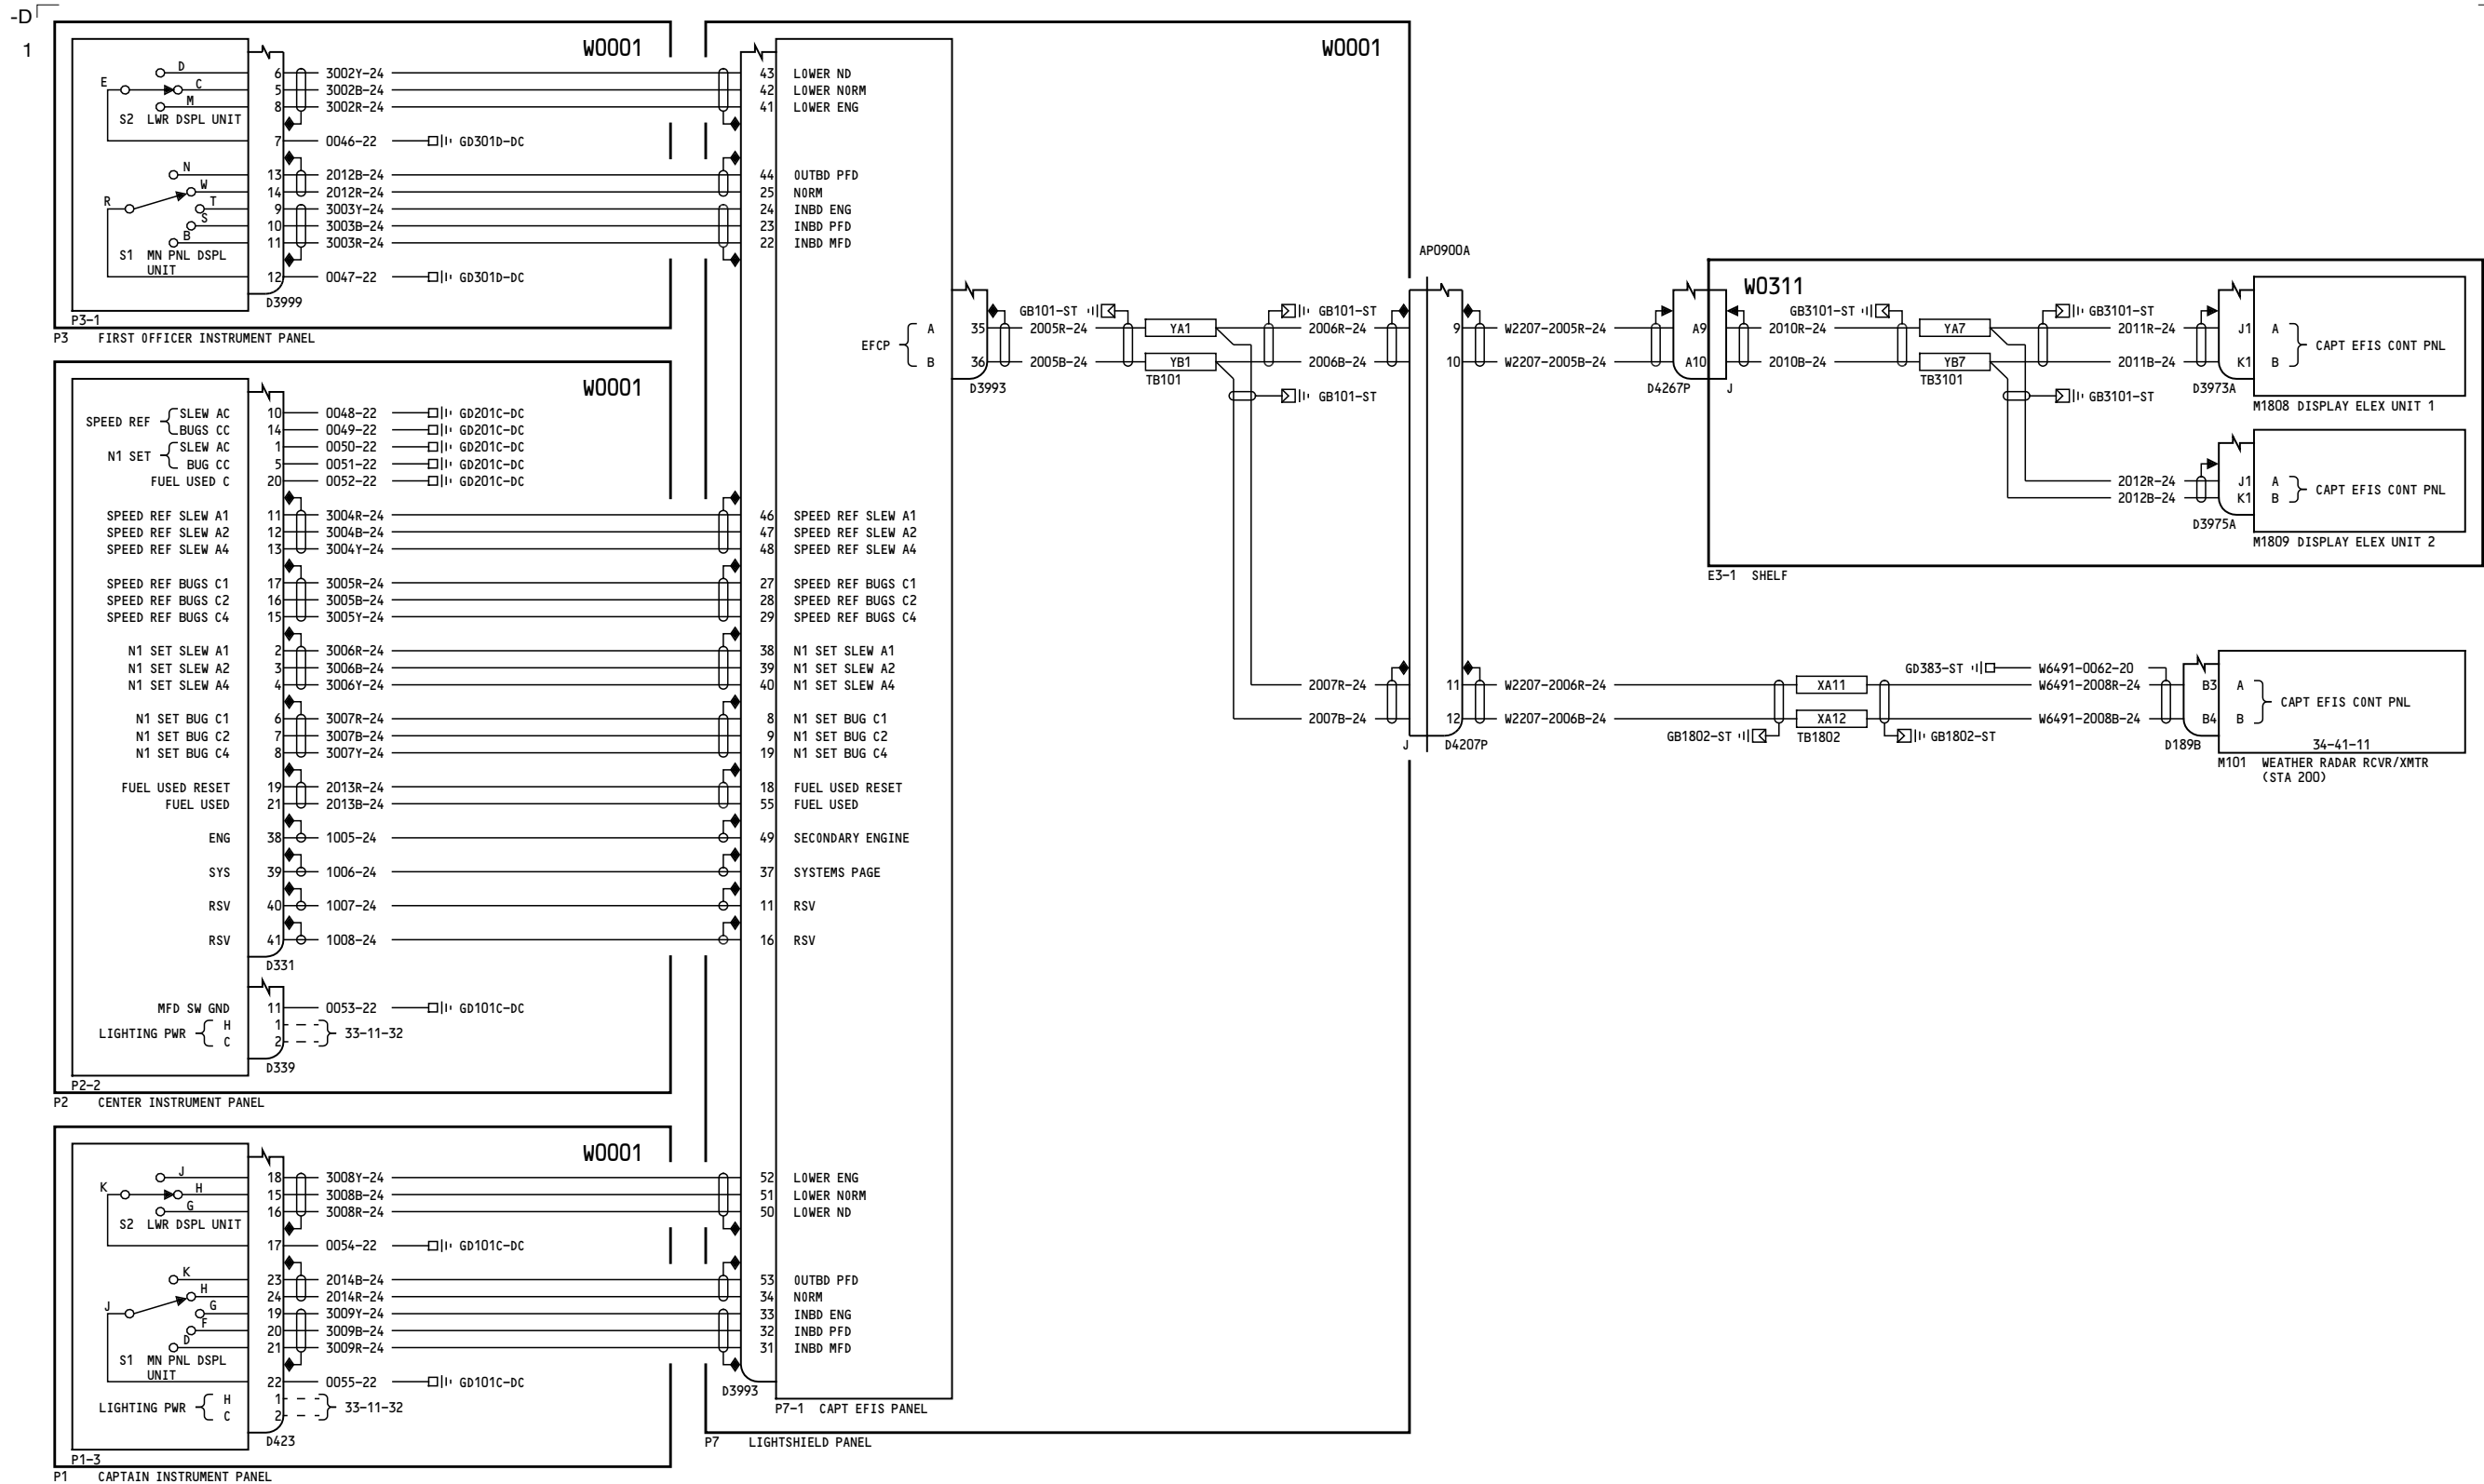 -D
1
W0001
D
E
C
M
S2 LWR DSPL UNIT
6 3002Y-24
5 3002B-24
8 3002R-24
7 0046-22 GD301D-DC
N
W
R
T
S
B
S1 MN PNL DSPL
UNIT
13 2012B-24
14 2012R-24
9 3003Y-24
10 3003B-24
11 3003R-24
12 0047-22 GD301D-DC
D3999
P3-1
P3 FIRST OFFICER INSTRUMENT PANEL
W0001
SPEED REF SLEW AC 10 0048-22 GD201C-DC
BUGS CC 14 0049-22 GD201C-DC
N1 SET SLEW AC 1 0050-22 GD201C-DC
BUG CC 5 0051-22 GD201C-DC
FUEL USED C 20 0052-22 GD201C-DC
SPEED REF SLEW A1 11 3004R-24
SPEED REF SLEW A2 12 3004B-24
SPEED REF SLEW A4 13 3004Y-24
SPEED REF BUGS C1 17 3005R-24
SPEED REF BUGS C2 16 3005B-24
SPEED REF BUGS C4 15 3005Y-24
N1 SET SLEW A1 2 3006R-24
N1 SET SLEW A2 3 3006B-24
N1 SET SLEW A4 4 3006Y-24
N1 SET BUG C1 6 3007R-24
N1 SET BUG C2 7 3007B-24
N1 SET BUG C4 8 3007Y-24
FUEL USED RESET 19 2013R-24
FUEL USED 21 2013B-24
ENG 38 1005-24
SYS 39 1006-24
RSV 40 1007-24
RSV 41 1008-24
D331
MFD SW GND 11 0053-22 GD101C-DC
LIGHTING PWR H 1 33-11-32
C 2
D339
P2-2
P2 CENTER INSTRUMENT PANEL
W0001
J
K
H
G
S2 LWR DSPL UNIT
18 3008Y-24
15 3008B-24
16 3008R-24
17 0054-22 GD101C-DC
K
H
J
G
F
D
S1 MN PNL DSPL
UNIT
23 2014B-24
24 2014R-24
19 3009Y-24
20 3009B-24
21 3009R-24
22 0055-22 GD101C-DC
LIGHTING PWR H 1 33-11-32
C 2
D423
P1-3
P1 CAPTAIN INSTRUMENT PANEL
W0001
43 LOWER ND
42 LOWER NORM
41 LOWER ENG
44 OUTBD PFD
25 NORM
24 INBD ENG
23 INBD PFD
22 INBD MFD
46 SPEED REF SLEW A1
47 SPEED REF SLEW A2
48 SPEED REF SLEW A4
27 SPEED REF BUGS C1
28 SPEED REF BUGS C2
29 SPEED REF BUGS C4
38 N1 SET SLEW A1
39 N1 SET SLEW A2
40 N1 SET SLEW A4
8 N1 SET BUG C1
9 N1 SET BUG C2
19 N1 SET BUG C4
18 FUEL USED RESET
55 FUEL USED
49 SECONDARY ENGINE
37 SYSTEMS PAGE
11 RSV
16 RSV
52 LOWER ENG
51 LOWER NORM
50 LOWER ND
53 OUTBD PFD
34 NORM
33 INBD ENG
32 INBD PFD
31 INBD MFD
D3993
P7-1 CAPT EFIS PANEL
P7 LIGHTSHIELD PANEL
EFCP
A 35 2005R-24 YA1 2006R-24
B 36 2005B-24 YB1 2006B-24
D3993
GB101-ST
TB101
GB101-ST
GB101-ST
2007R-24
2007B-24
AP0900A
9 W2207-2005R-24
10 W2207-2005B-24
11 W2207-2006R-24
12 W2207-2006B-24
J D4207P
W0311
A9 2010R-24 YA7 2011R-24 J1 A
A10 2010B-24 YB7 2011B-24 K1 B
CAPT EFIS CONT PNL
D4267P J
GB3101-ST
TB3101
GB3101-ST
GB3101-ST
D3973A
M1808 DISPLAY ELEX UNIT 1
2012R-24 J1 A
2012B-24 K1 B
CAPT EFIS CONT PNL
D3975A
M1809 DISPLAY ELEX UNIT 2
E3-1 SHELF
GD383-ST W6491-0062-20
XA11 W6491-2008R-24 B3 A
XA12 W6491-2008B-24 B4 B
CAPT EFIS CONT PNL
GB1802-ST TB1802 GB1802-ST
D189B
34-41-11
M101 WEATHER RADAR RCVR/XMTR
(STA 200)